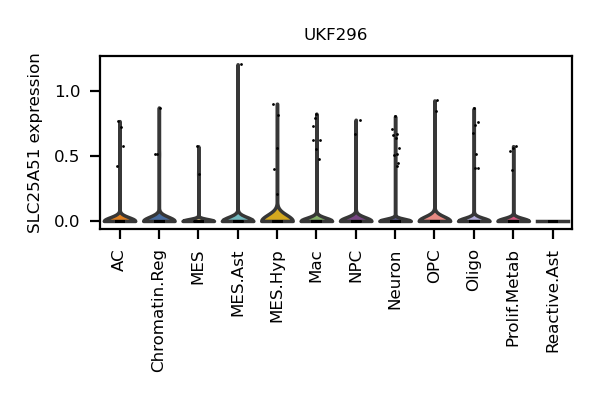 UKF296
SLC25A51 expression
1.0
0.5
0.0
AC
Chromatin.Reg
MES
MES.Ast
MES.Hyp
Mac
NPC
Neuron
OPC
Oligo
Prolif.Metab
Reactive.Ast